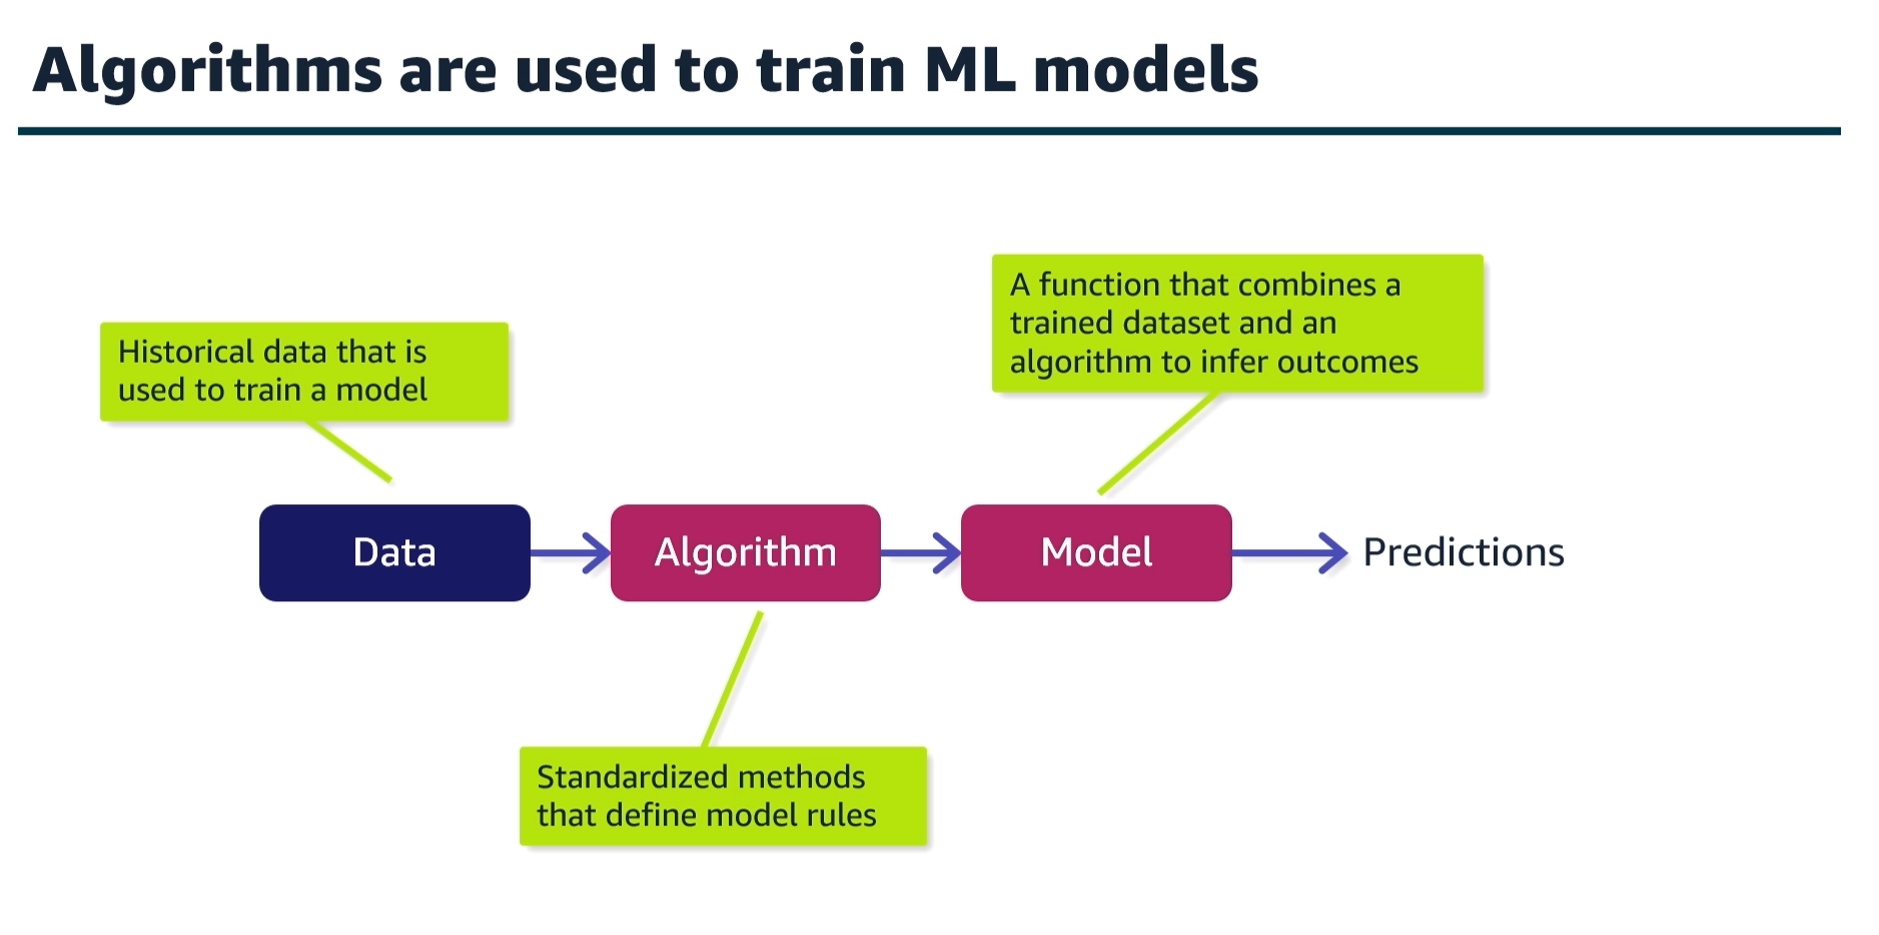 Algorithms are used to train ML models
A function that combines a
trained dataset and an
algorithm to infer outcomes
Historical data that is
used to train a model
Data
Algorithm
Model
Predictions
Standardized methods
that define model rules